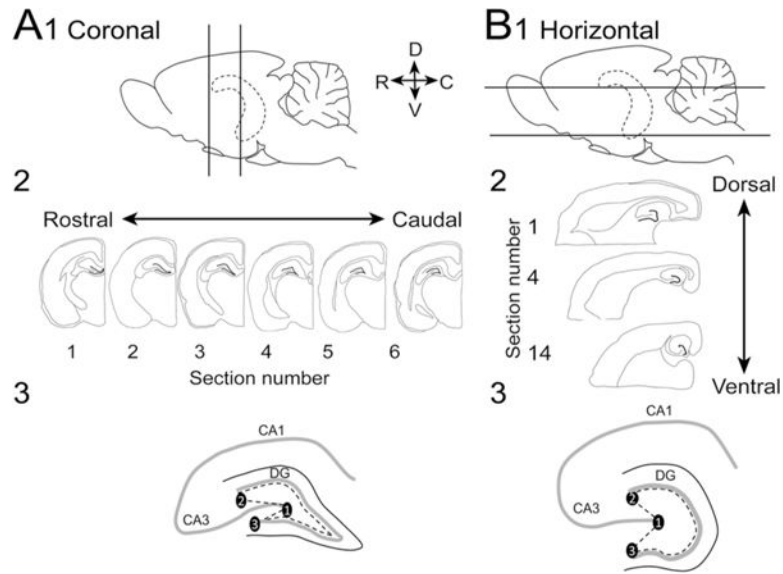 A1 Coronal
D
R C
V
2
Rostral Caudal
1 2 3 4 5 6
Section number
3
CA1
DG
2
1
CA3
3
B1 Horizontal
2
Dorsal
Section number
1
4
14
Ventral
3
CA1
DG
2
1
CA3
3